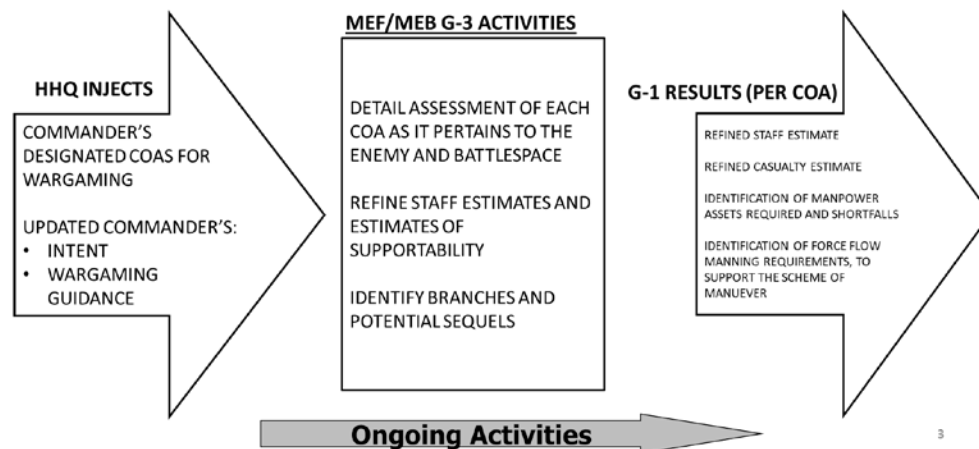 HHQ INJECTS
COMMANDER'S
DESIGNATED COAS FOR
WARGAMING
UPDATED COMMANDER'S:
• INTENT
• WARGAMING
GUIDANCE
MEF/MEB G-3 ACTIVITIES
DETAIL ASSESSMENT OF EACH
COA AS IT PERTAINS TO THE
ENEMY AND BATTLESPACE
REFINE STAFF ESTIMATES AND
ESTIMATES OF
SUPPORTABILITY
IDENTIFY BRANCHES AND
POTENTIAL SEQUELS
G-1 RESULTS (PER COA)
REFINED STAFF ESTIMATE
REFINED CASUALTY ESTIMATE
IDENTIFICATION OF MANPOWER
ASSETS REQUIRED AND SHORTFALLS
IDENTIFICATION OF FORCE FLOW
MANNING REQUIREMENTS, TO
SUPPORT THE SCHEME OF
MANUEVER
Ongoing Activities
3